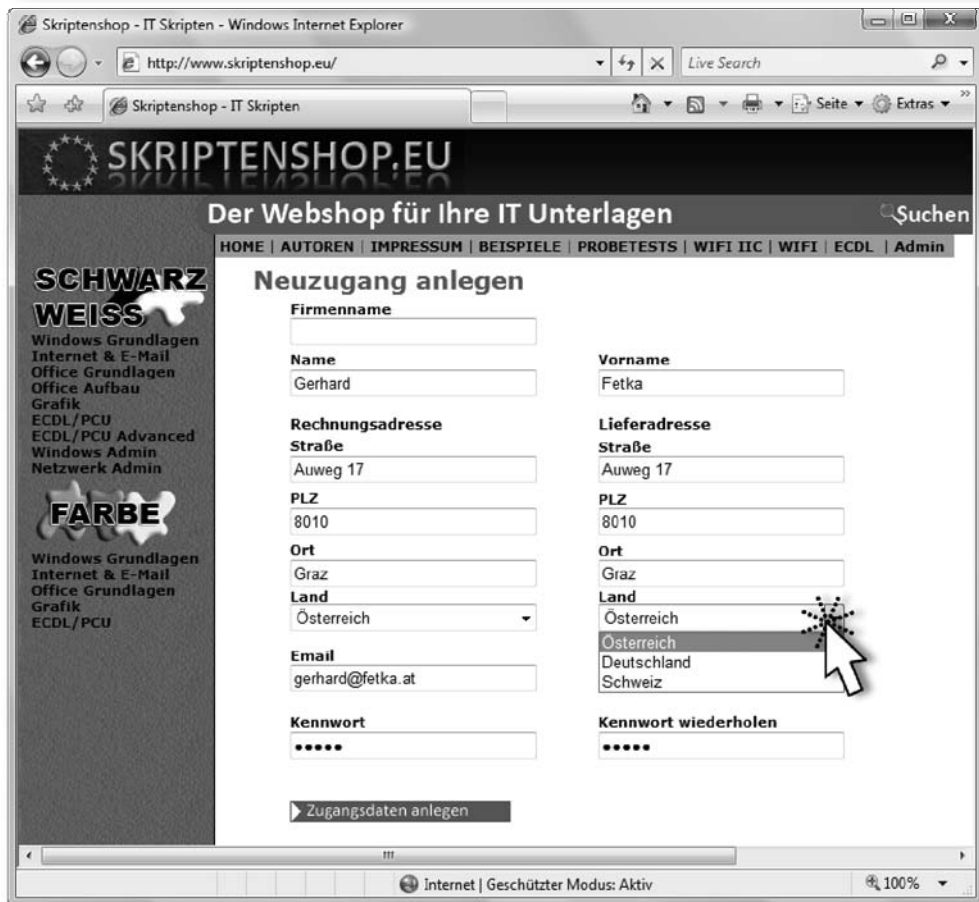 Skriptenshop - IT Skripten - Windows Internet Explorer
http://www.skriptenshop.eu/
Live Search
Skriptenshop - IT Skripten
Seite
Extras
SKRIPTENSHOP.EU
Der Webshop für Ihre IT Unterlagen
Suchen
HOME | AUTOREN | IMPRESSUM | BEISPIELE | PROBETESTS | WIFI IIC | WIFI | ECDL | Admin
SCHWARZ
WEISS
Windows Grundlagen
Internet & E-Mail
Office Grundlagen
Office Aufbau
Grafik
ECDL/PCU
ECDL/PCU Advanced
Windows Admin
Netzwerk Admin
FARBE
Windows Grundlagen
Internet & E-Mail
Office Grundlagen
Grafik
ECDL/PCU
Neuzugang anlegen
Firmenname
Name Vorname
Gerhard Fetka
Rechnungsadresse Lieferadresse
Straße Straße
Auweg 17 Auweg 17
PLZ PLZ
8010 8010
Ort Ort
Graz Graz
Land Land
Österreich Österreich
Österreich
Deutschland
Schweiz
Email
gerhard@fetka.at
Kennwort Kennwort wiederholen
••••• •••••
Zugangsdaten anlegen
Internet | Geschützter Modus: Aktiv
100%